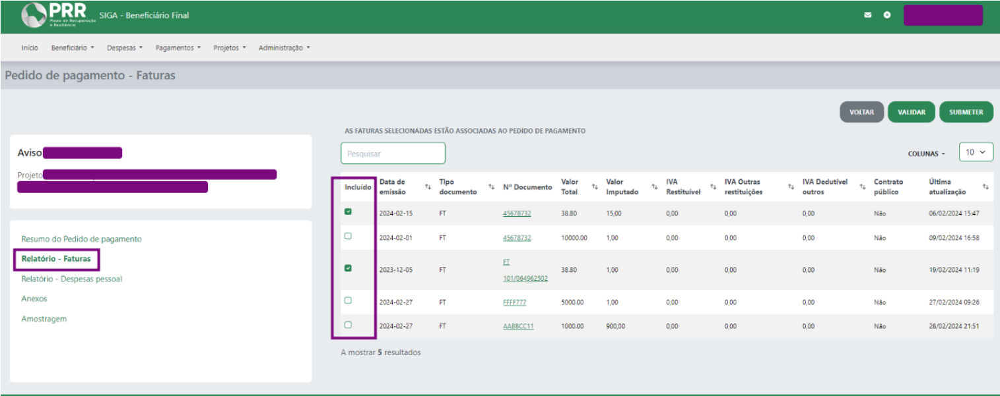 PRR
Plano de Recuperação
e Resiliência
SIGA - Beneficiário Final
Início Beneficiário Despesas Pagamentos Projetos Administração
Pedido de pagamento - Faturas
VOLTAR VALIDAR SUBMETER
AS FATURAS SELECIONADAS ESTÃO ASSOCIADAS AO PEDIDO DE PAGAMENTO
Aviso
Projeto
Pesquisar
COLUNAS 10
Incluído Data de emissão Tipo documento Nº Documento Valor Total Valor Imputado IVA Restituível IVA Outras restituições IVA Dedutível outros Contrato público Última atualização
2024-02-15 FT 45678732 38.80 15,00 0,00 0,00 0,00 Não 06/02/2024 15:47
2024-02-01 FT 45678732 10000.00 1,00 0,00 0,00 0,00 Não 09/02/2024 16:58
2023-12-05 FT FT 101/064962502 38.80 1,00 0,00 0,00 0,00 Não 19/02/2024 11:19
2024-02-27 FT FFFF777 5000.00 1,00 0,00 0,00 0,00 Não 27/02/2024 09:26
2024-02-27 FT AABBCC11 1000.00 900,00 0,00 0,00 0,00 Não 28/02/2024 21:51
A mostrar 5 resultados
Resumo do Pedido de pagamento
Relatório - Faturas
Relatório - Despesas pessoal
Anexos
Amostragem